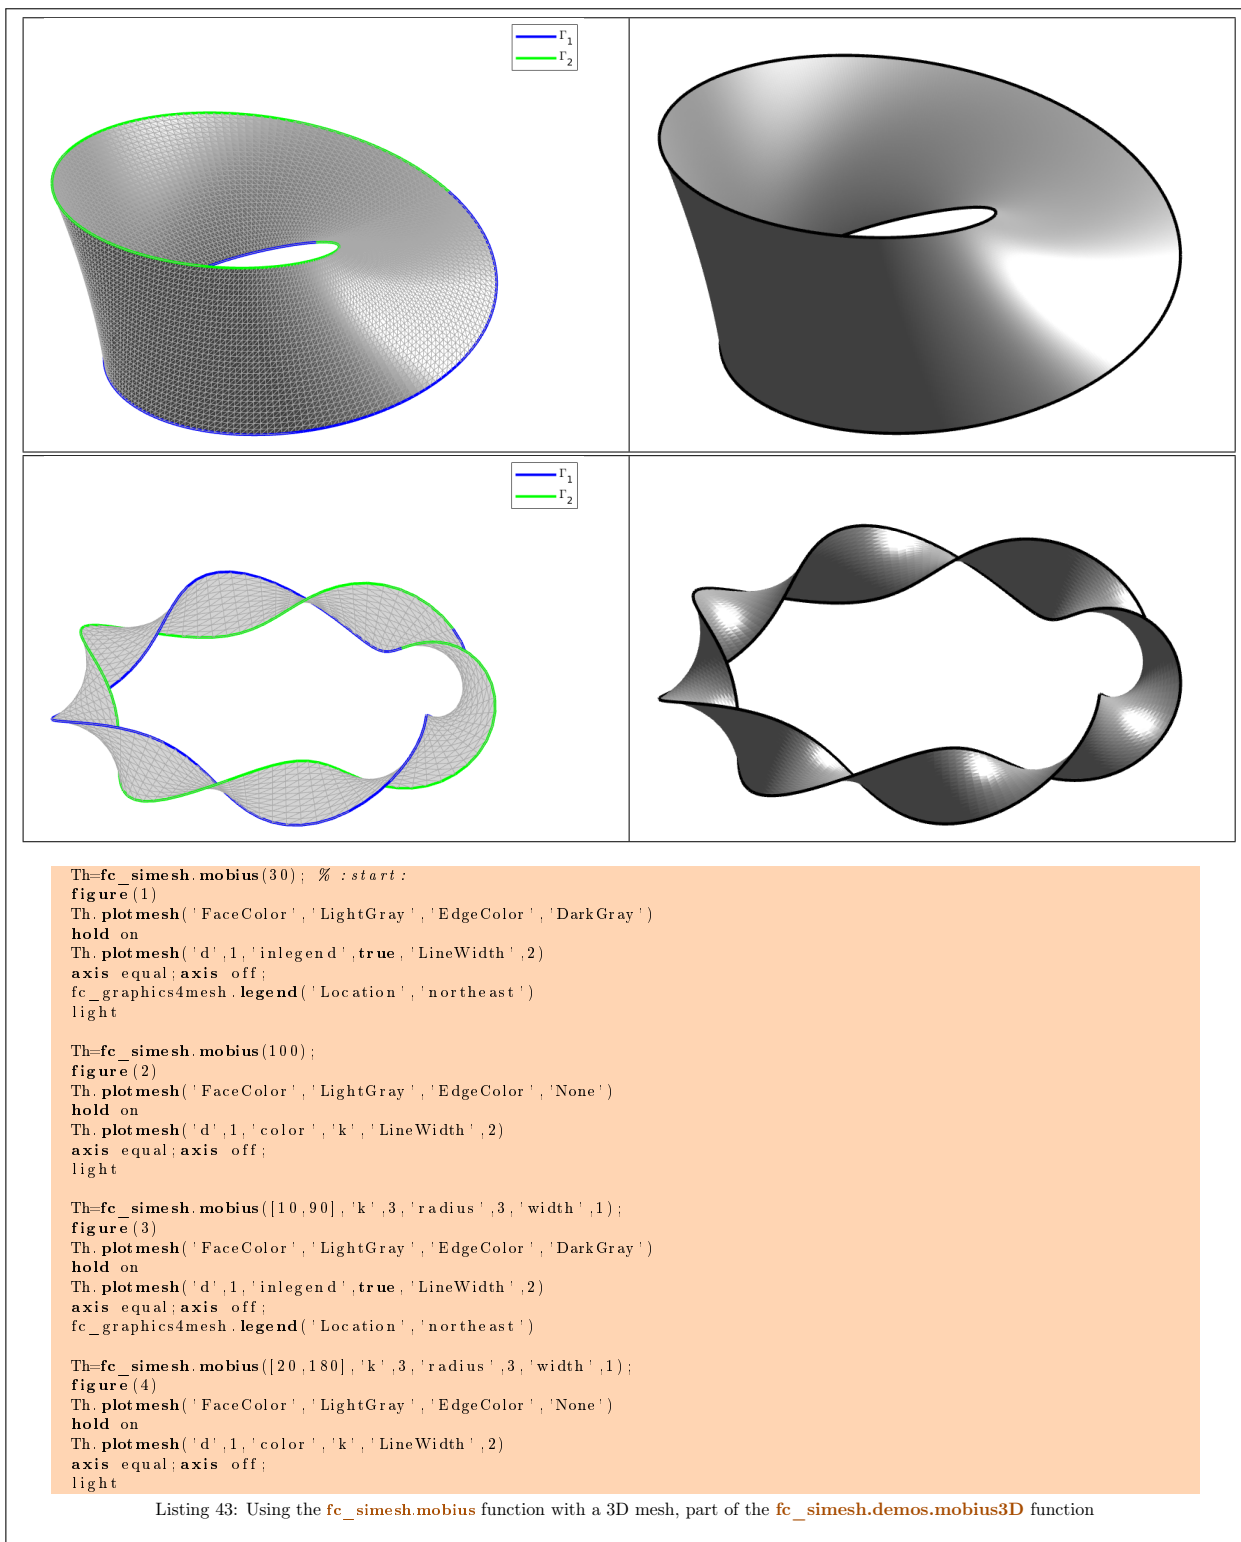 Γ1
Γ2
Γ1
Γ2
Th=fc_simesh.mobius(30); % :start:
figure(1)
Th.plotmesh('FaceColor','LightGray','EdgeColor','DarkGray')
hold on
Th.plotmesh('d',1,'inlegend',true,'LineWidth',2)
axis equal;axis off;
fc_graphics4mesh.legend('Location','northeast')
light
Th=fc_simesh.mobius(100);
figure(2)
Th.plotmesh('FaceColor','LightGray','EdgeColor','None')
hold on
Th.plotmesh('d',1,'color','k','LineWidth',2)
axis equal;axis off;
light
Th=fc_simesh.mobius([10,90],'k',3,'radius',3,'width',1);
figure(3)
Th.plotmesh('FaceColor','LightGray','EdgeColor','DarkGray')
hold on
Th.plotmesh('d',1,'inlegend',true,'LineWidth',2)
axis equal;axis off;
fc_graphics4mesh.legend('Location','northeast')
Th=fc_simesh.mobius([20,180],'k',3,'radius',3,'width',1);
figure(4)
Th.plotmesh('FaceColor','LightGray','EdgeColor','None')
hold on
Th.plotmesh('d',1,'color','k','LineWidth',2)
axis equal;axis off;
light
Listing 43: Using the fc_simesh.mobius function with a 3D mesh, part of the fc_simesh.demos.mobius3D function